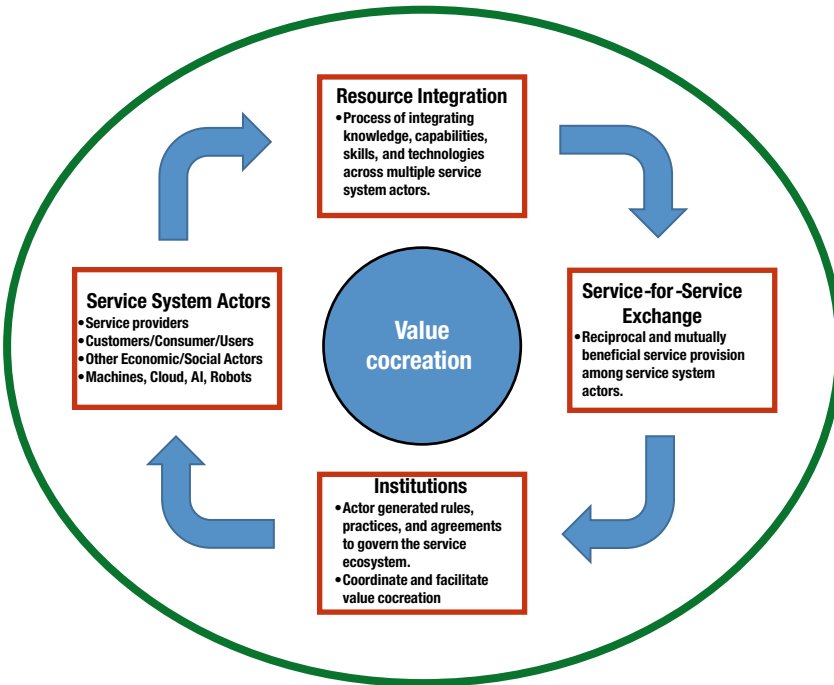 Resource Integration
•Process of integrating
knowledge, capabilities,
skills, and technologies
across multiple service
system actors.
Service System Actors
•Service providers
•Customers/Consumer/Users
•Other Economic/Social Actors
•Machines, Cloud, AI, Robots
Value
cocreation
Service-for-Service
Exchange
•Reciprocal and mutually
beneficial service provision
among service system
actors.
Institutions
•Actor generated rules,
practices, and agreements
to govern the service
ecosystem.
•Coordinate and facilitate
value cocreation